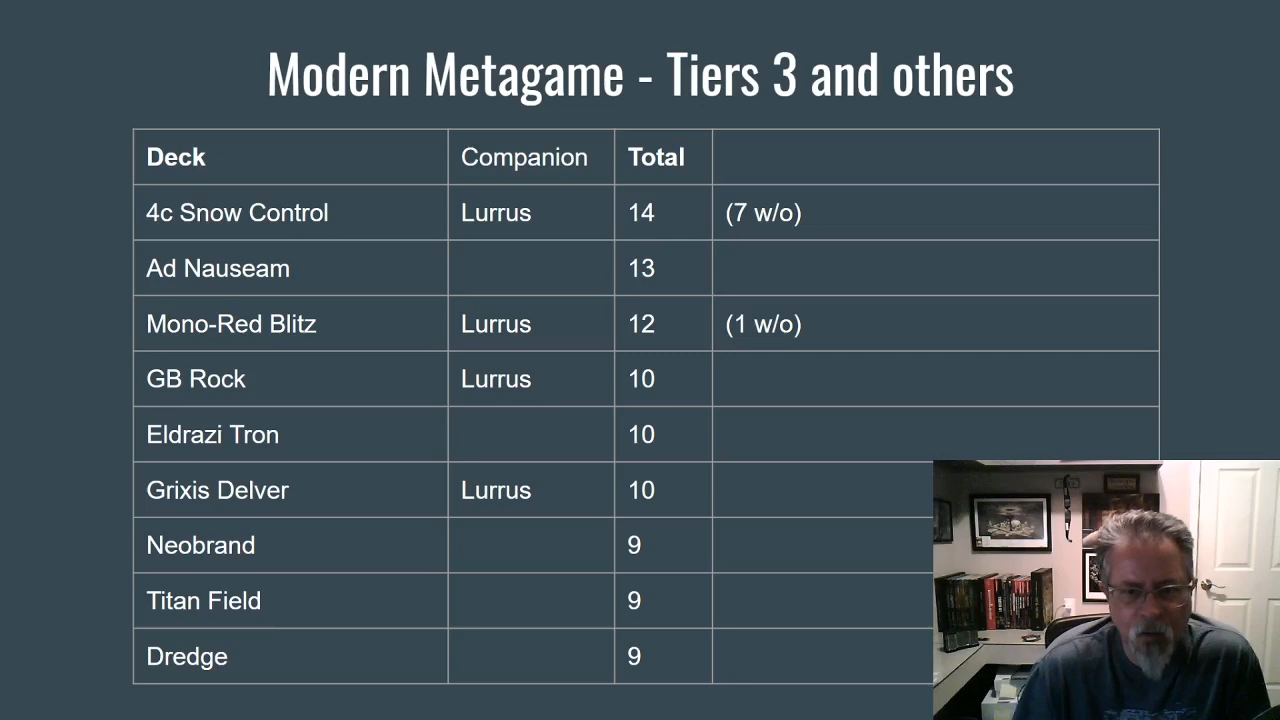 Modern Metagame - Tiers 3 and others
Deck Companion Total
4c Snow Control Lurrus 14 (7 w/o)
Ad Nauseam 13
Mono-Red Blitz Lurrus 12 (1 w/o)
GB Rock Lurrus 10
Eldrazi Tron 10
Grixis Delver Lurrus 10
Neobrand 9
Titan Field 9
Dredge 9